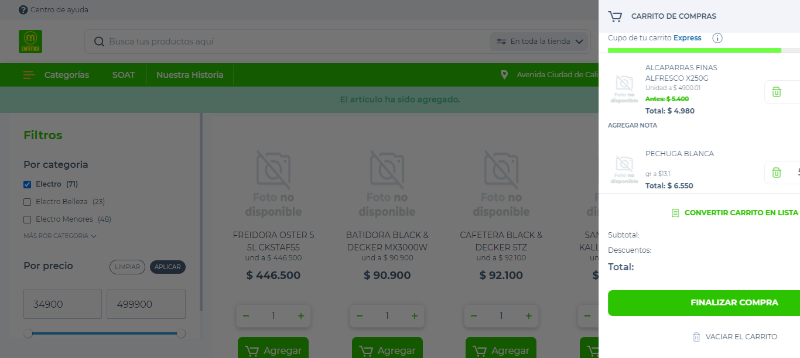 Centro de ayuda
Busca tus productos aquí
En toda la tienda
Categorías
SOAT
Nuestra Historia
Avenida Ciudad de Cali
El artículo ha sido agregado.
Filtros
Por categoría
Electro (71)
Electro Belleza (23)
Electro Menores (48)
MÁS POR CATEGORÍA
Por precio
LIMPIAR
APLICAR
34900
499900
Foto no
disponible
FREIDORA OSTER 5
5L CKSTAF55
und a $ 446.500
$ 446.500
1
Agregar
Foto no
disponible
BATIDORA BLACK &
DECKER MX3000W
und a $ 90.900
$ 90.900
1
Agregar
Foto no
disponible
CAFETERA BLACK &
DECKER 5TZ
und a $ 92.100
$ 92.100
1
Agregar
CARRITO DE COMPRAS
Cupo de tu carrito Express
Foto no
disponible
ALCAPARRAS FINAS
ALFRESCO X250G
Unidad a $ 4900.01
Antes: $ 5.400
Total: $ 4.980
AGREGAR NOTA
Foto no
disponible
PECHUGA BLANCA
gr a $13.1
Total: $ 6.550
CONVERTIR CARRITO EN LISTA
Subtotal:
Descuentos:
Total:
FINALIZAR COMPRA
VACIAR EL CARRITO